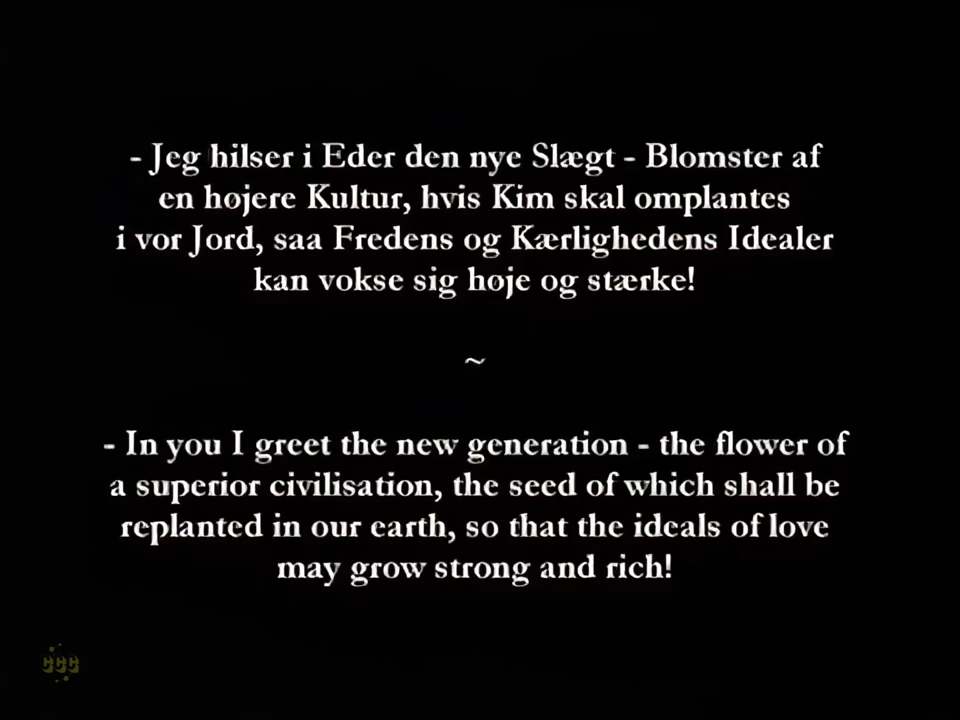 - Jeg hilser i Eder den nye Slægt - Blomster af
en højere Kultur, hvis Kim skal omplantes
i vor Jord, saa Fredens og Kærlighedens Idealer
kan vokse sig høje og stærke!
~
- In you I greet the new generation - the flower of
a superior civilisation, the seed of which shall be
replanted in our earth, so that the ideals of love
may grow strong and rich!
CCC